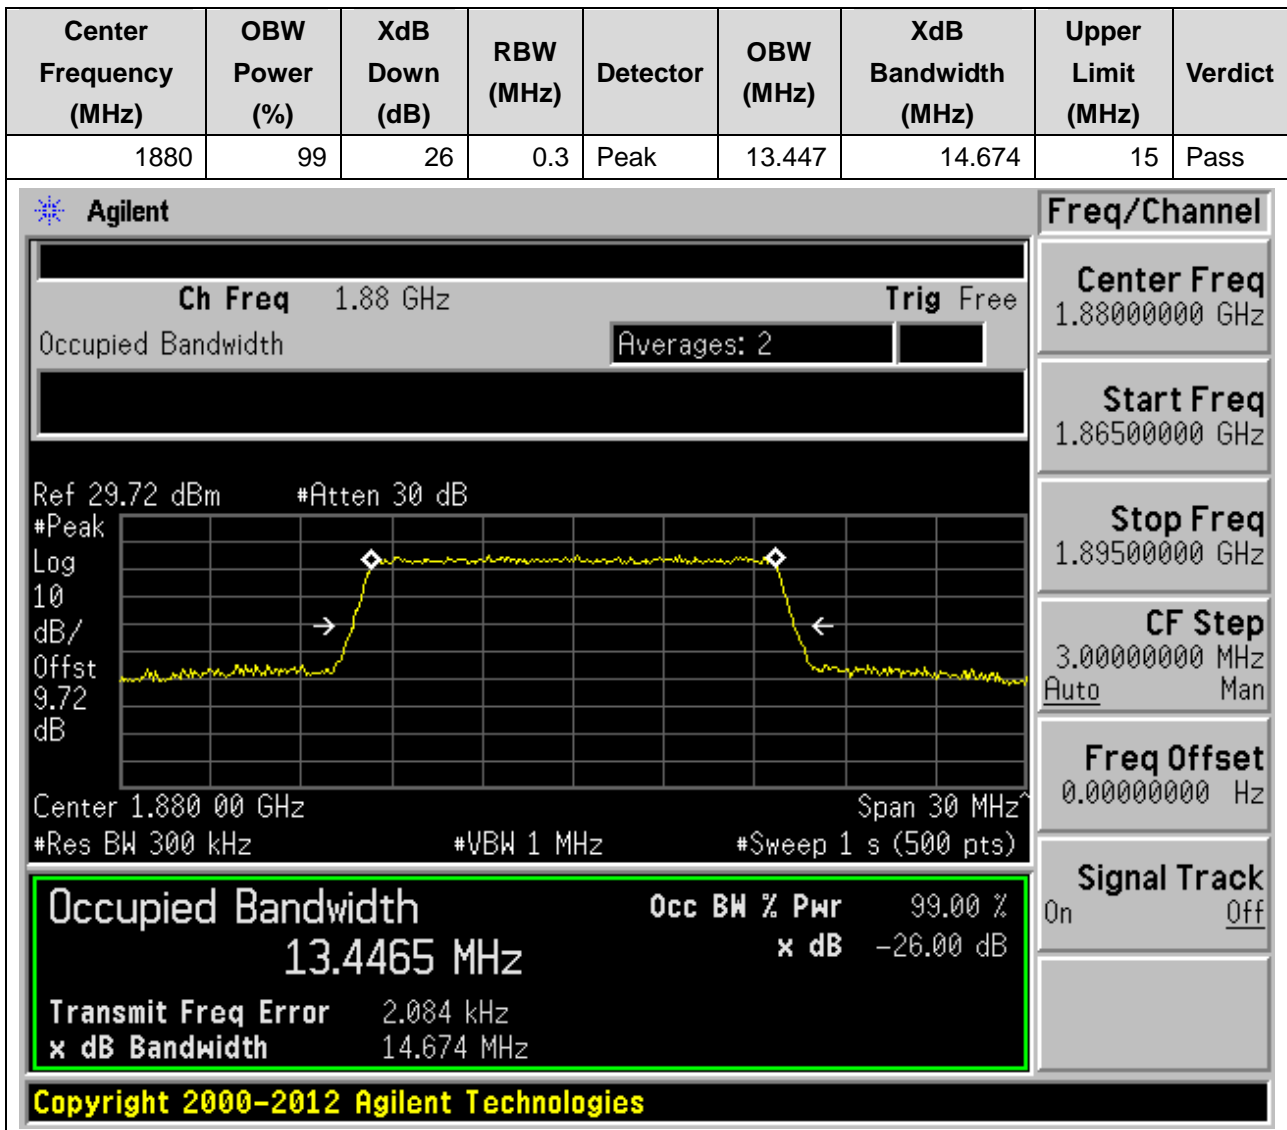 Center Frequency (MHz) OBW Power (%) XdB Down (dB) RBW (MHz) Detector OBW (MHz) XdB Bandwidth (MHz) Upper Limit (MHz) Verdict
1880 99 26 0.3 Peak 13.447 14.674 15 Pass
Agilent
Freq/Channel
Ch Freq 1.88 GHz Trig Free
Occupied Bandwidth Averages: 2
Center Freq
1.88000000 GHz
Start Freq
1.86500000 GHz
Stop Freq
1.89500000 GHz
CF Step
3.00000000 MHz
Auto Man
Freq Offset
0.00000000 Hz
Signal Track
On Off
Ref 29.72 dBm #Atten 30 dB
#Peak
Log
10
dB/
Offst
9.72
dB
Center 1.880 00 GHz Span 30 MHz^
#Res BW 300 kHz #VBW 1 MHz #Sweep 1 s (500 pts)
Occupied Bandwidth
13.4465 MHz
Occ BW % Pwr 99.00 %
x dB -26.00 dB
Transmit Freq Error 2.084 kHz
x dB Bandwidth 14.674 MHz
Copyright 2000-2012 Agilent Technologies